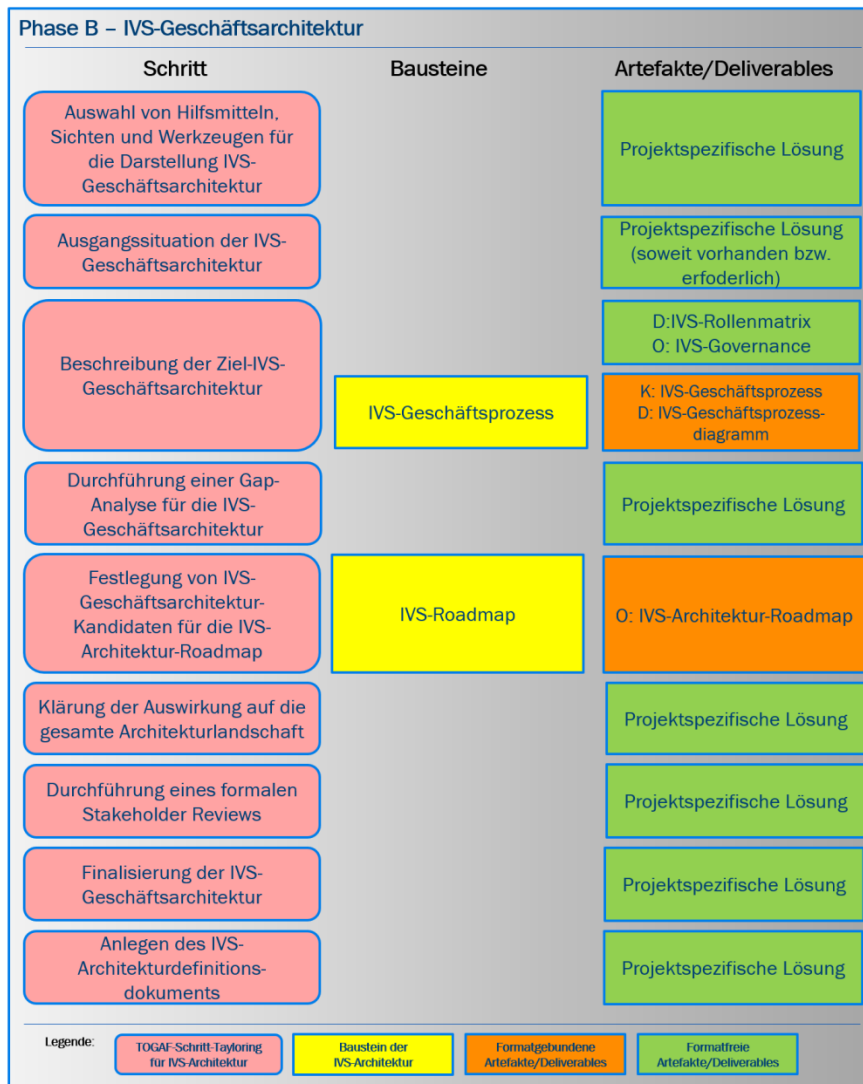 Phase B – IVS-Geschäftsarchitektur
Schritt
Bausteine
Artefakte/Deliverables
Auswahl von Hilfsmitteln,
Sichten und Werkzeugen für
die Darstellung IVS-
Geschäftsarchitektur
Projektspezifische Lösung
Ausgangssituation der IVS-
Geschäftsarchitektur
Projektspezifische Lösung
(soweit vorhanden bzw.
erfoderlich)
Beschreibung der Ziel-IVS-
Geschäftsarchitektur
D:IVS-Rollenmatrix
O: IVS-Governance
IVS-Geschäftsprozess
K: IVS-Geschäftsprozess
D: IVS-Geschäftsprozess-
diagramm
Durchführung einer Gap-
Analyse für die IVS-
Geschäftsarchitektur
Projektspezifische Lösung
Festlegung von IVS-
Geschäftsarchitektur-
Kandidaten für die IVS-
Architektur-Roadmap
IVS-Roadmap
O: IVS-Architektur-Roadmap
Klärung der Auswirkung auf die
gesamte Architekturlandschaft
Projektspezifische Lösung
Durchführung eines formalen
Stakeholder Reviews
Projektspezifische Lösung
Finalisierung der IVS-
Geschäftsarchitektur
Projektspezifische Lösung
Anlegen des IVS-
Architekturdefinitions-
dokuments
Projektspezifische Lösung
Legende:
TOGAF-Schritt-Tayloring
für IVS-Architektur
Baustein der
IVS-Architektur
Formatgebundene
Artefakte/Deliverables
Formatfreie
Artefakte/Deliverables